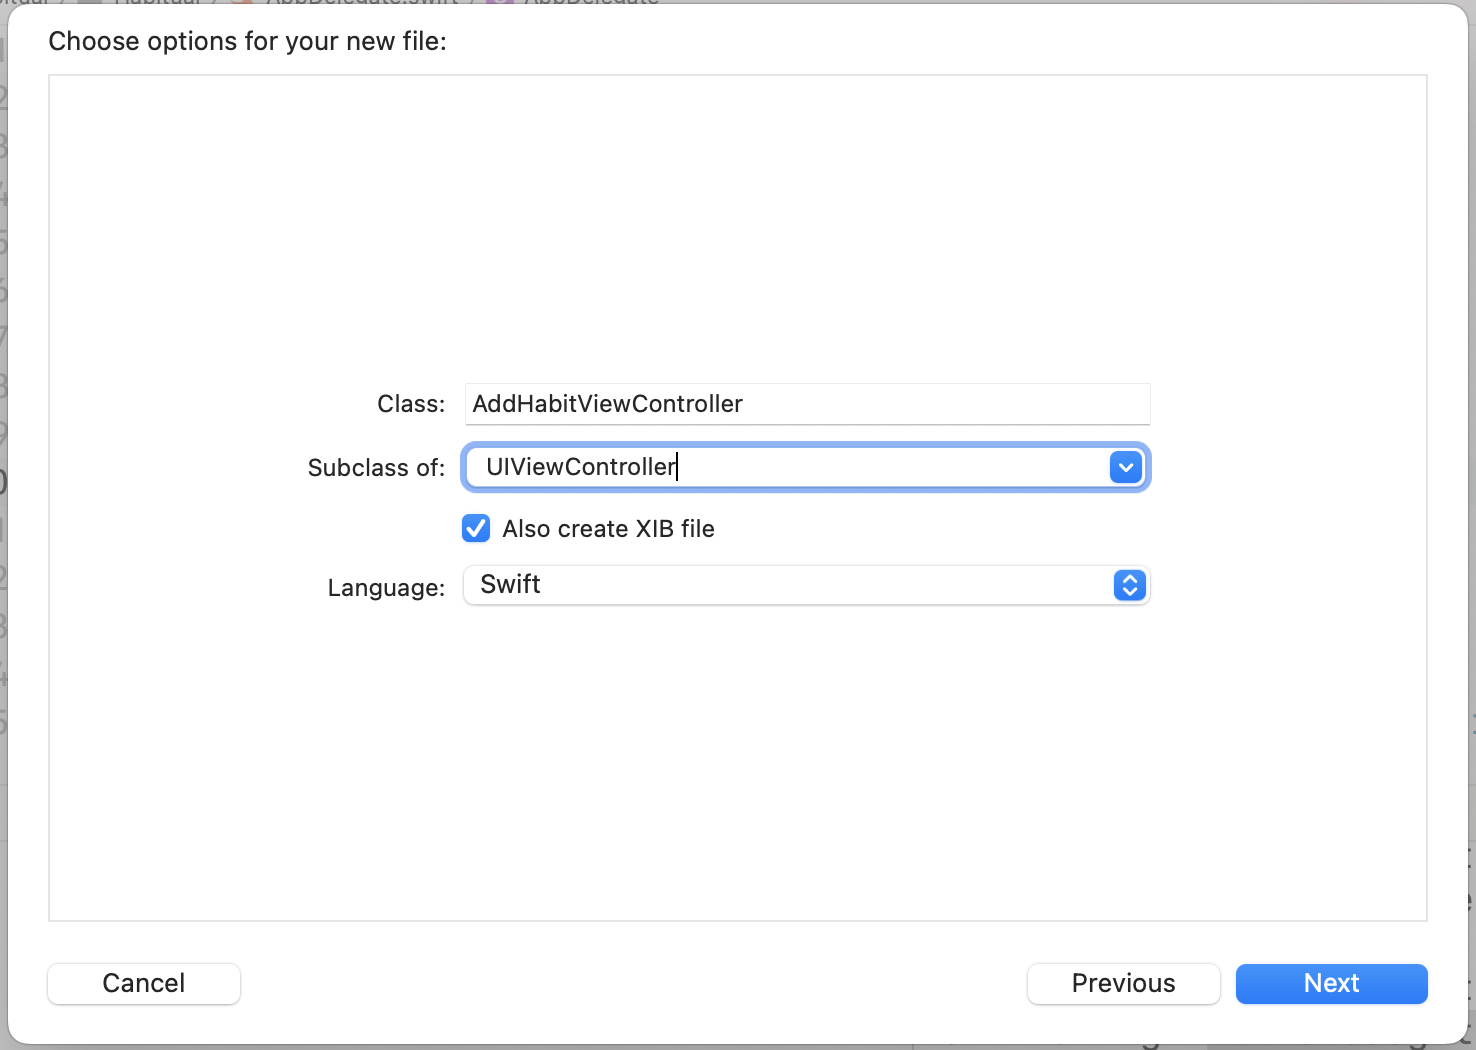 Choose options for your new file:
Class: AddHabitViewController
Subclass of: UIViewController
Also create XIB file
Language: Swift
Cancel
Previous
Next